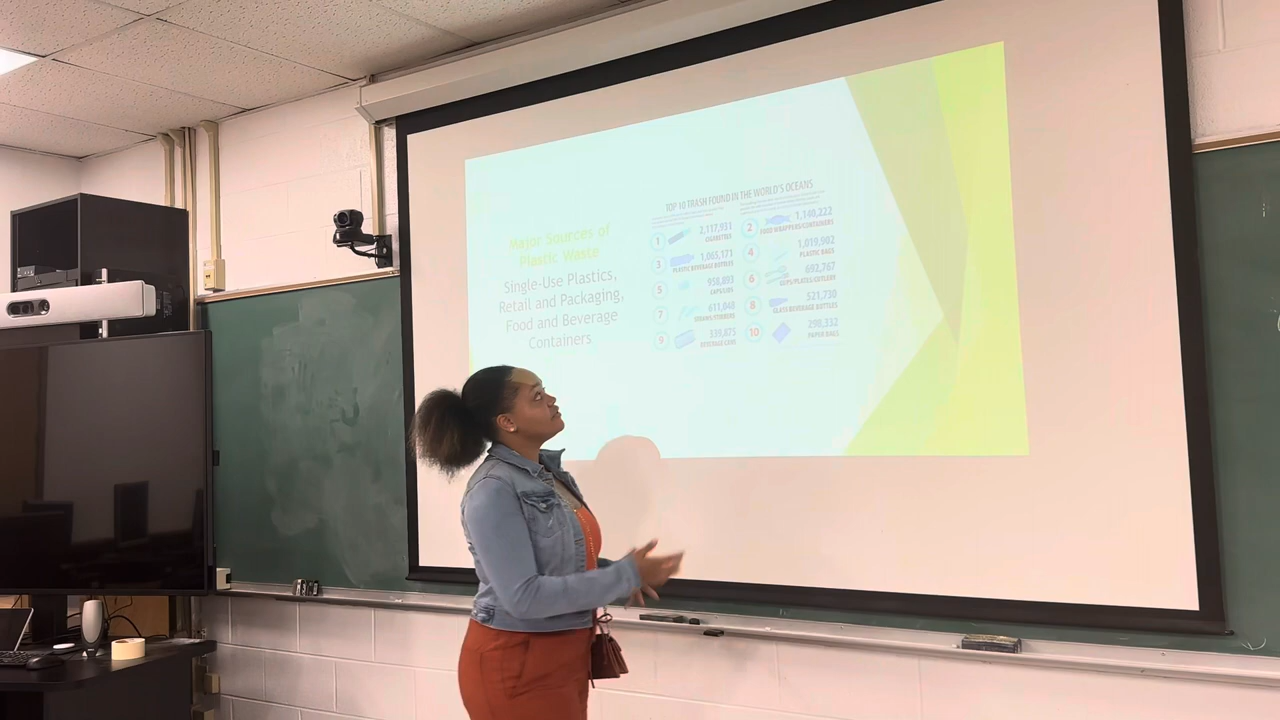 Major Sources of
Plastic Waste
Single-Use Plastics,
Retail and Packaging,
Food and Beverage
Containers
TOP 10 TRASH FOUND IN THE WORLD'S OCEANS
1 2,117,931
CIGARETTES
2 1,140,222
FOOD WRAPPERS/CONTAINERS
3 1,065,171
PLASTIC BEVERAGE BOTTLES
4 1,019,902
PLASTIC BAGS
5 958,893
CAPS/LIDS
6 692,767
CUPS/PLATES/CUTLERY
7 611,048
STRAWS/STIRRERS
8 521,730
GLASS BEVERAGE BOTTLES
9 339,875
BEVERAGE CANS
10 298,332
PAPER BAGS